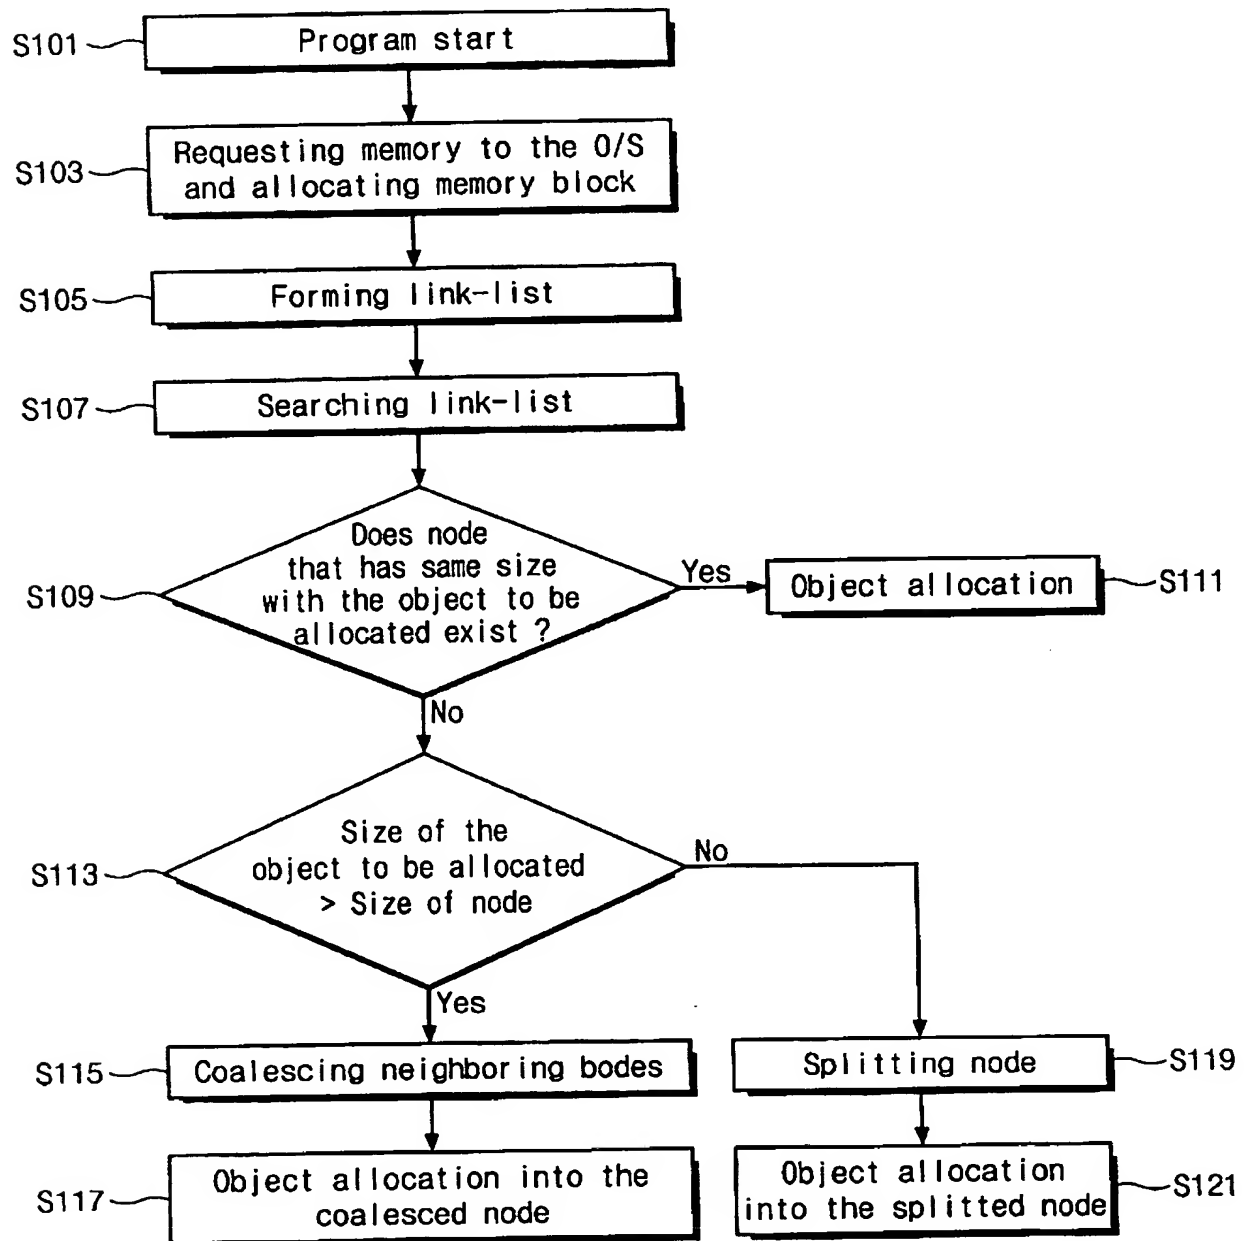 S101
Program start
S103
Requesting memory to the O/S
and allocating memory block
S105
Forming link-list
S107
Searching link-list
S109
Does node
that has same size
with the object to be
allocated exist ?
Yes
Object allocation
S111
No
S113
Size of the
object to be allocated
> Size of node
No
Yes
S115
Coalescing neighboring bodes
Splitting node
S119
S117
Object allocation into the
coalesced node
Object allocation
into the splitted node
S121